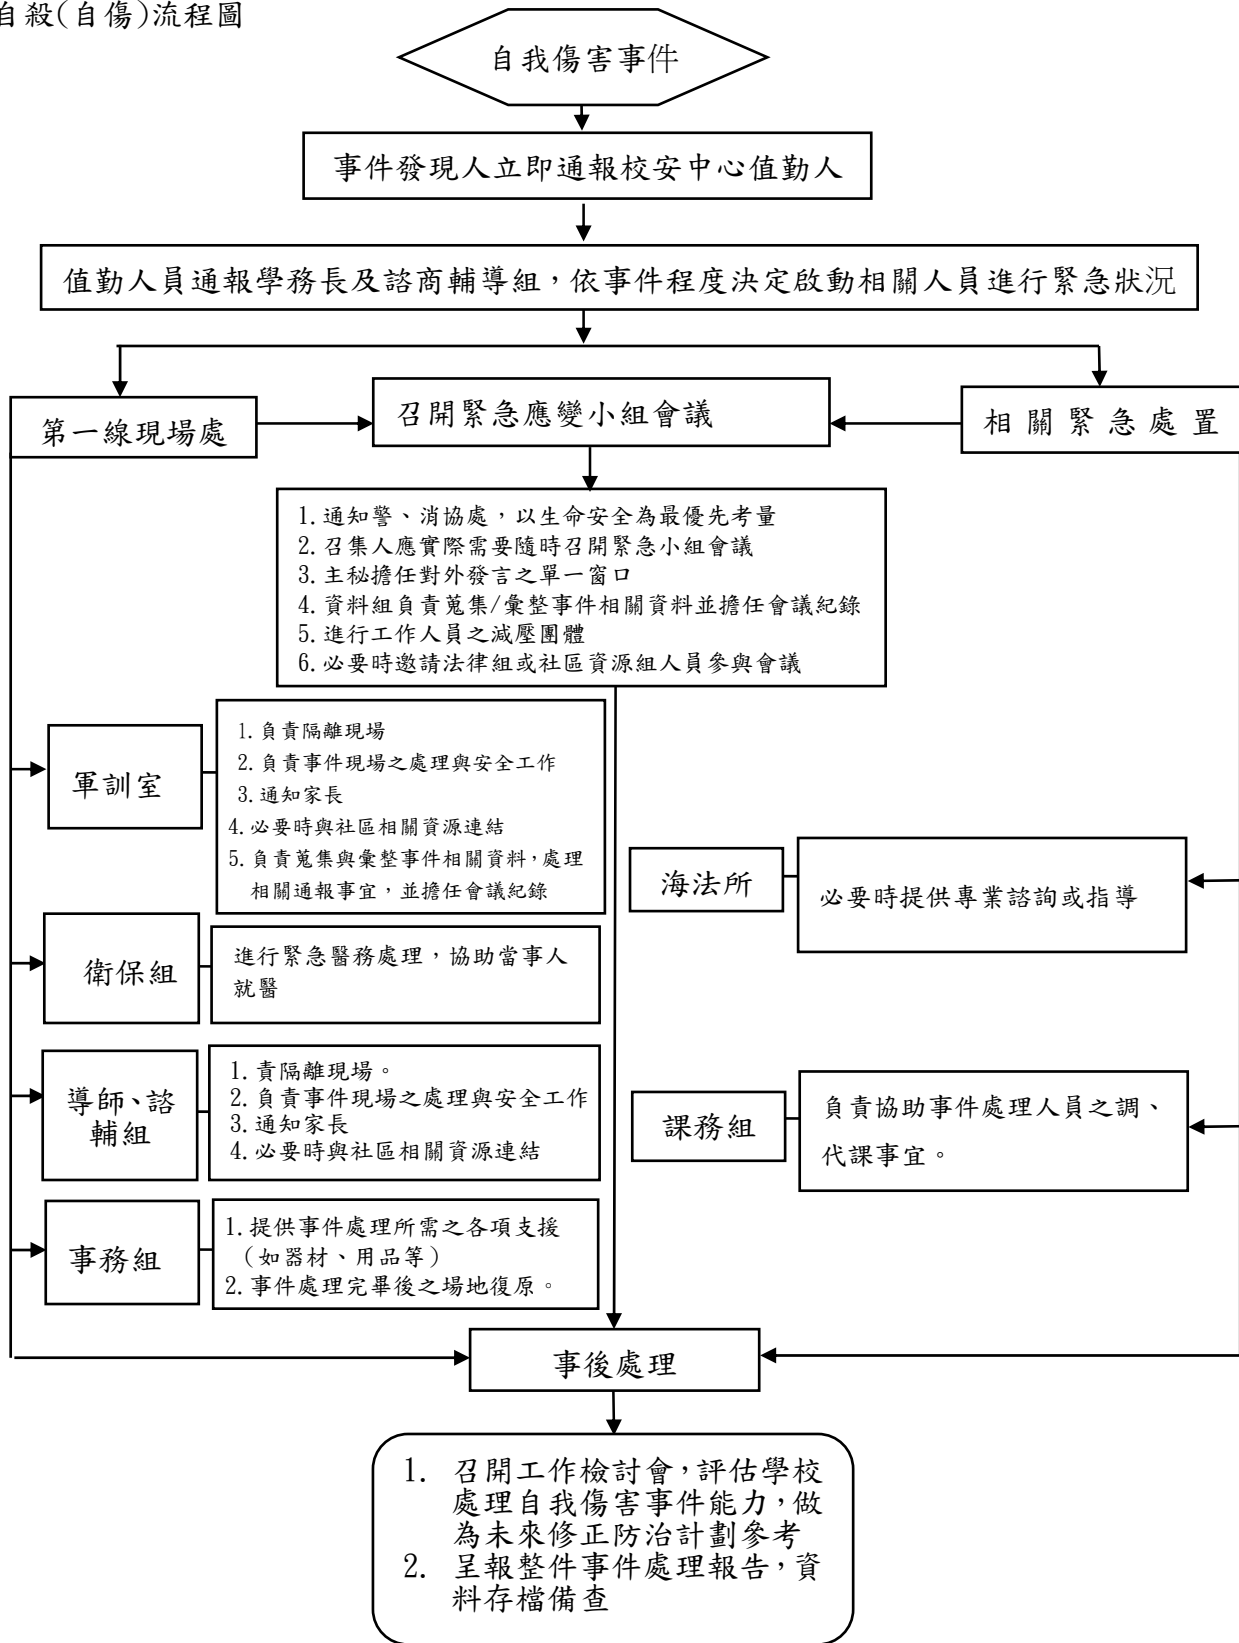 自殺(自傷)流程圖
自我傷害事件
事件發現人立即通報校安中心值勤人
值勤人員通報學務長及諮商輔導組，依事件程度決定啟動相關人員進行緊急狀況
第一線現場處
召開緊急應變小組會議
相關緊急處置
1.通知警、消協處，以生命安全為最優先考量
2.召集人應實際需要隨時召開緊急小組會議
3.主秘擔任對外發言之單一窗口
4.資料組負責蒐集/彙整事件相關資料並擔任會議紀錄
5.進行工作人員之減壓團體
6.必要時邀請法律組或社區資源組人員參與會議
軍訓室
1.負責隔離現場
2.負責事件現場之處理與安全工作
3.通知家長
4.必要時與社區相關資源連結
5.負責蒐集與彙整事件相關資料，處理
相關通報事宜，並擔任會議紀錄
海法所
必要時提供專業諮詢或指導
衛保組
進行緊急醫務處理，協助當事人
就醫
導師、諮
輔組
1.責隔離現場。
2.負責事件現場之處理與安全工作
3.通知家長
4.必要時與社區相關資源連結
課務組
負責協助事件處理人員之調、
代課事宜。
事務組
1.提供事件處理所需之各項支援
（如器材、用品等）
2.事件處理完畢後之場地復原。
事後處理
1. 召開工作檢討會，評估學校
處理自我傷害事件能力，做
為未來修正防治計劃參考
2. 呈報整件事件處理報告，資
料存檔備查